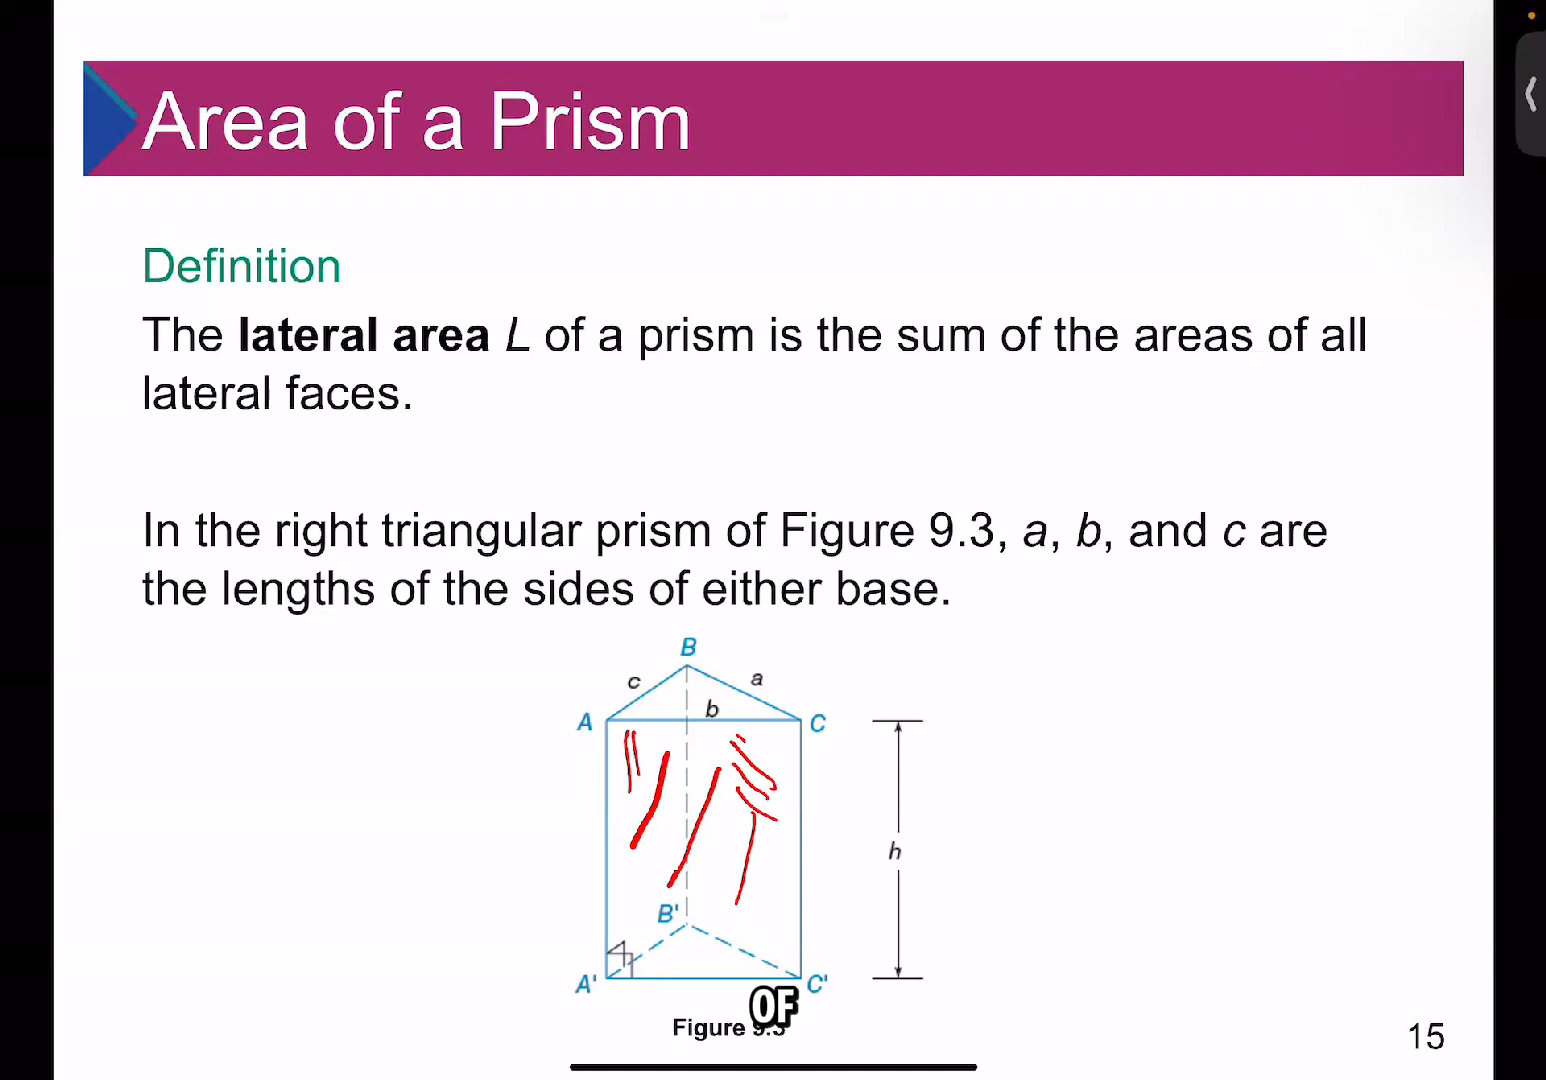 Area of a Prism
Definition
The lateral area L of a prism is the sum of the areas of all
lateral faces.
In the right triangular prism of Figure 9.3, a, b, and c are
the lengths of the sides of either base.
B
c
a
b
A
C
h
B'
A'
C'
OF
Figure 9.3
15